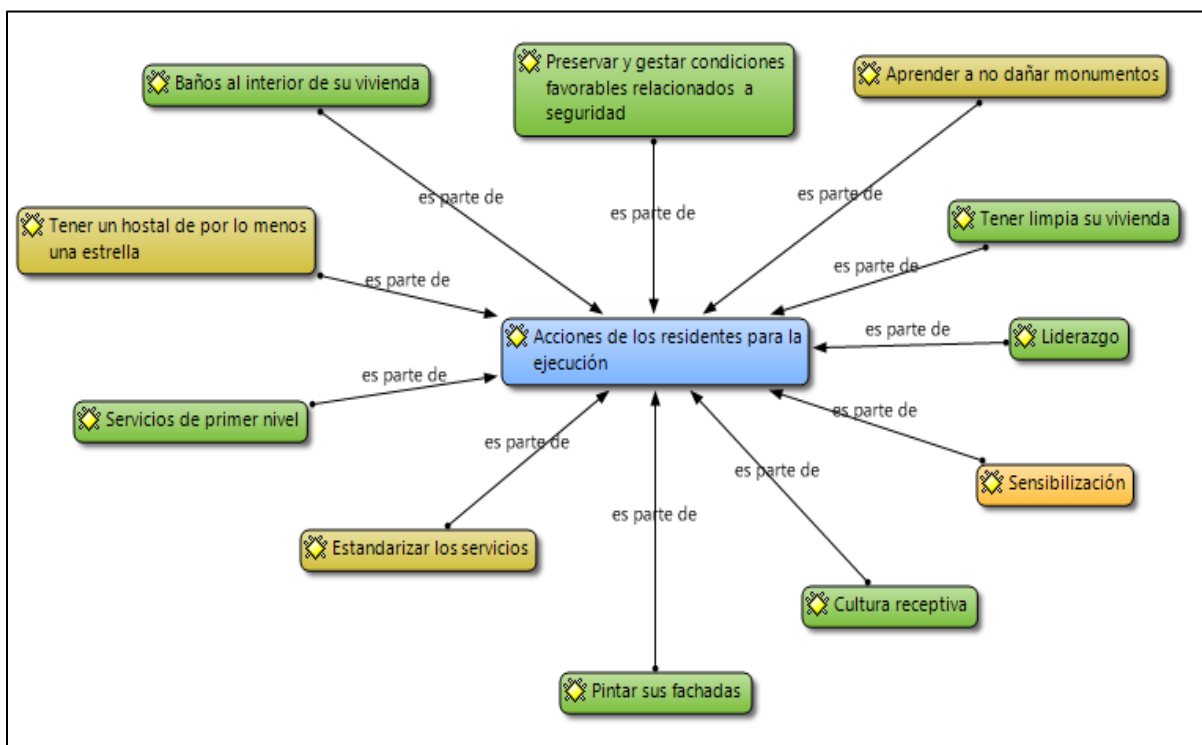 Baños al interior de su vivienda
Preservar y gestar condiciones
favorables relacionados a
seguridad
Aprender a no dañar monumentos
es parte de
es parte de
es parte de
Tener un hostal de por lo menos
una estrella
Tener limpia su vivienda
es parte de
es parte de
Acciones de los residentes para la
ejecución
es parte de
Liderazgo
es parte de
Servicios de primer nivel
es parte de
es parte de
es parte de
es parte de
Sensibilización
Estandarizar los servicios
Cultura receptiva
Pintar sus fachadas